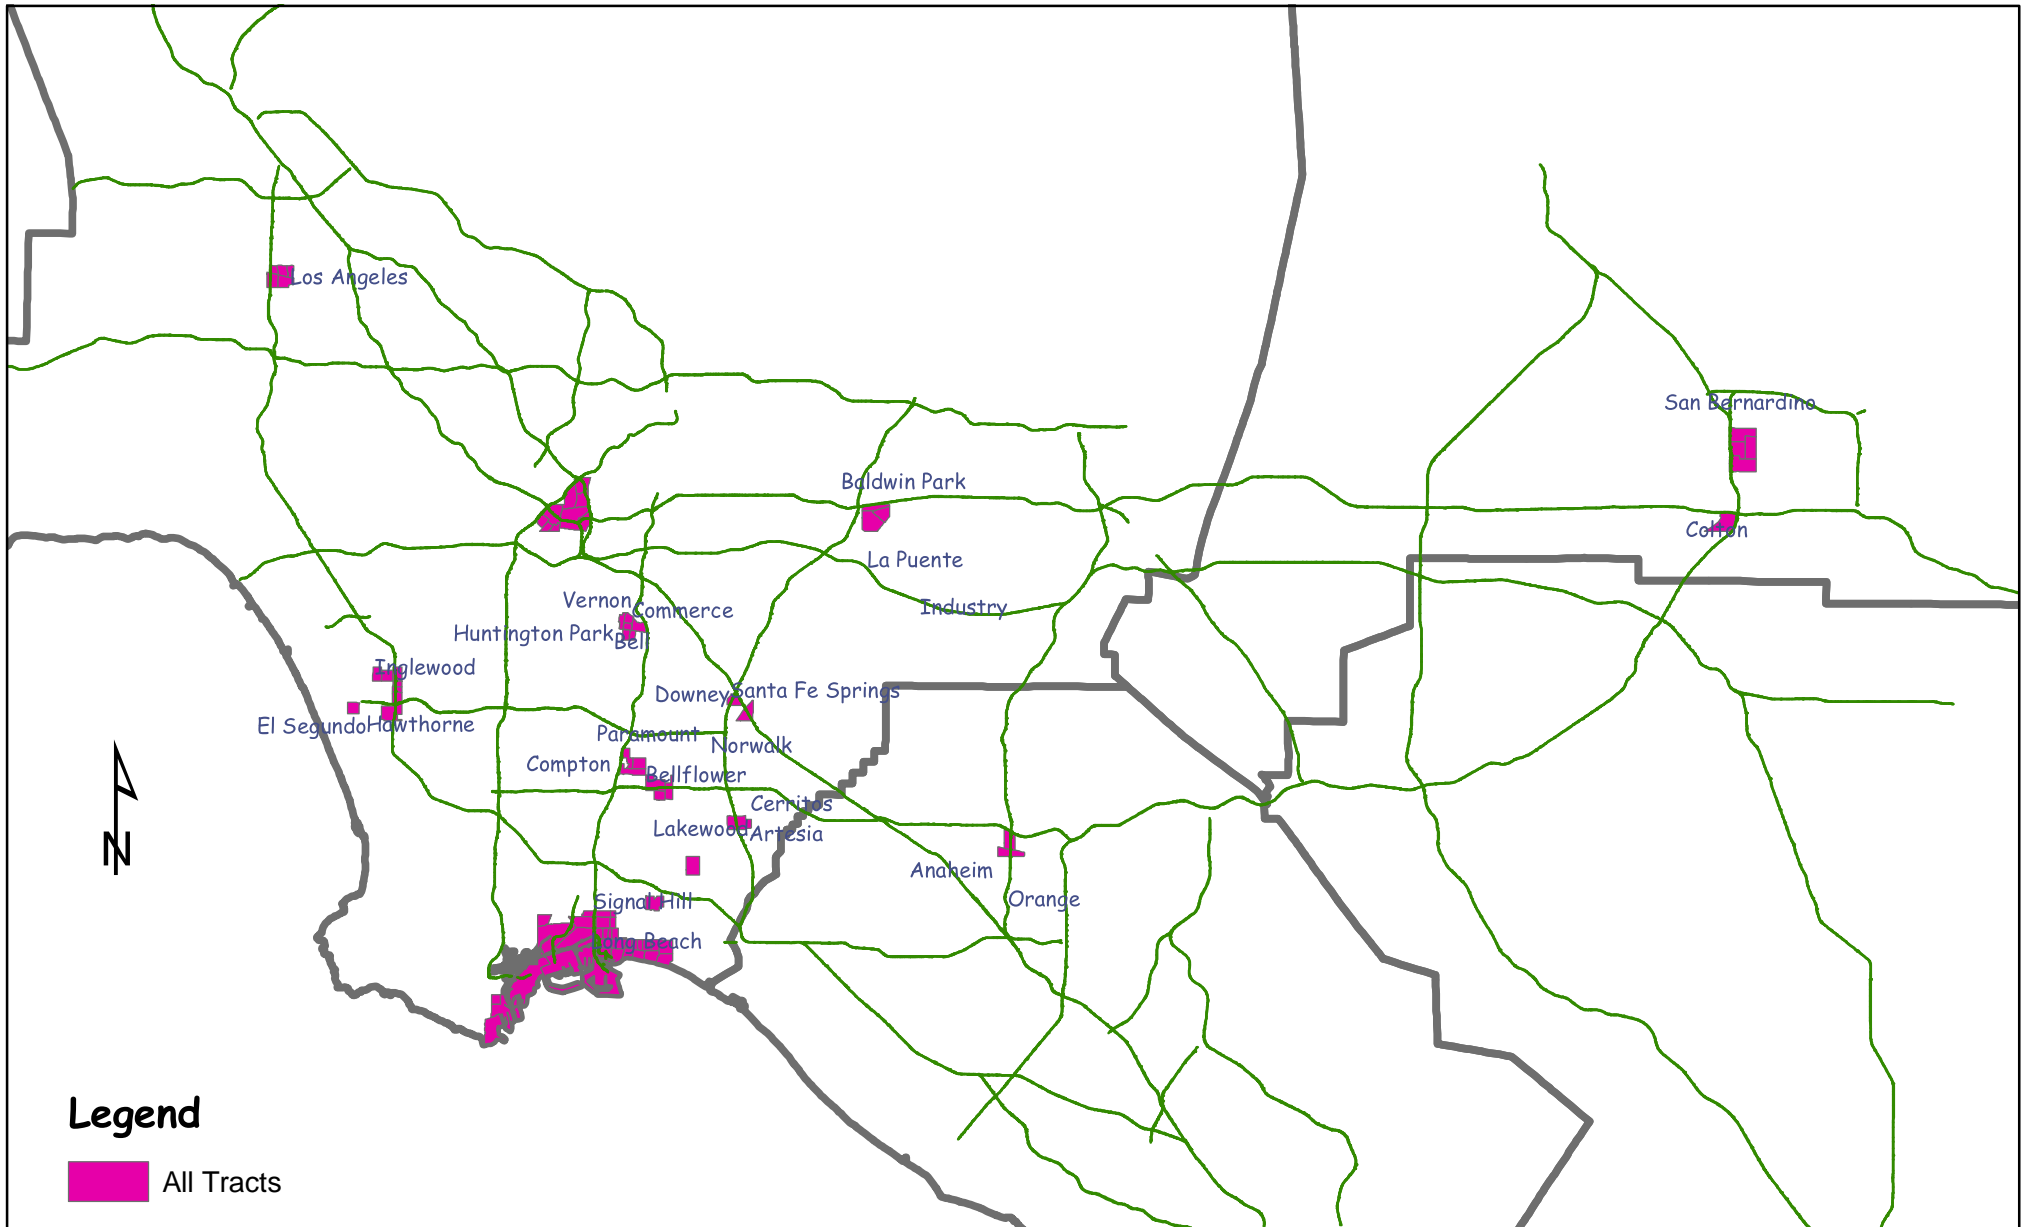 Los Angeles
San Bernardino
Baldwin Park
Colton
La Puente
Vernon
Commerce
Industry
Huntington Park
Bell
Inglewood
Downey
Santa Fe Springs
El Segundo
Hawthorne
Paramount
Norwalk
Compton
Bellflower
Cerritos
Lakewood
Artesia
Anaheim
N
Signal Hill
Orange
Long Beach
Legend
All Tracts